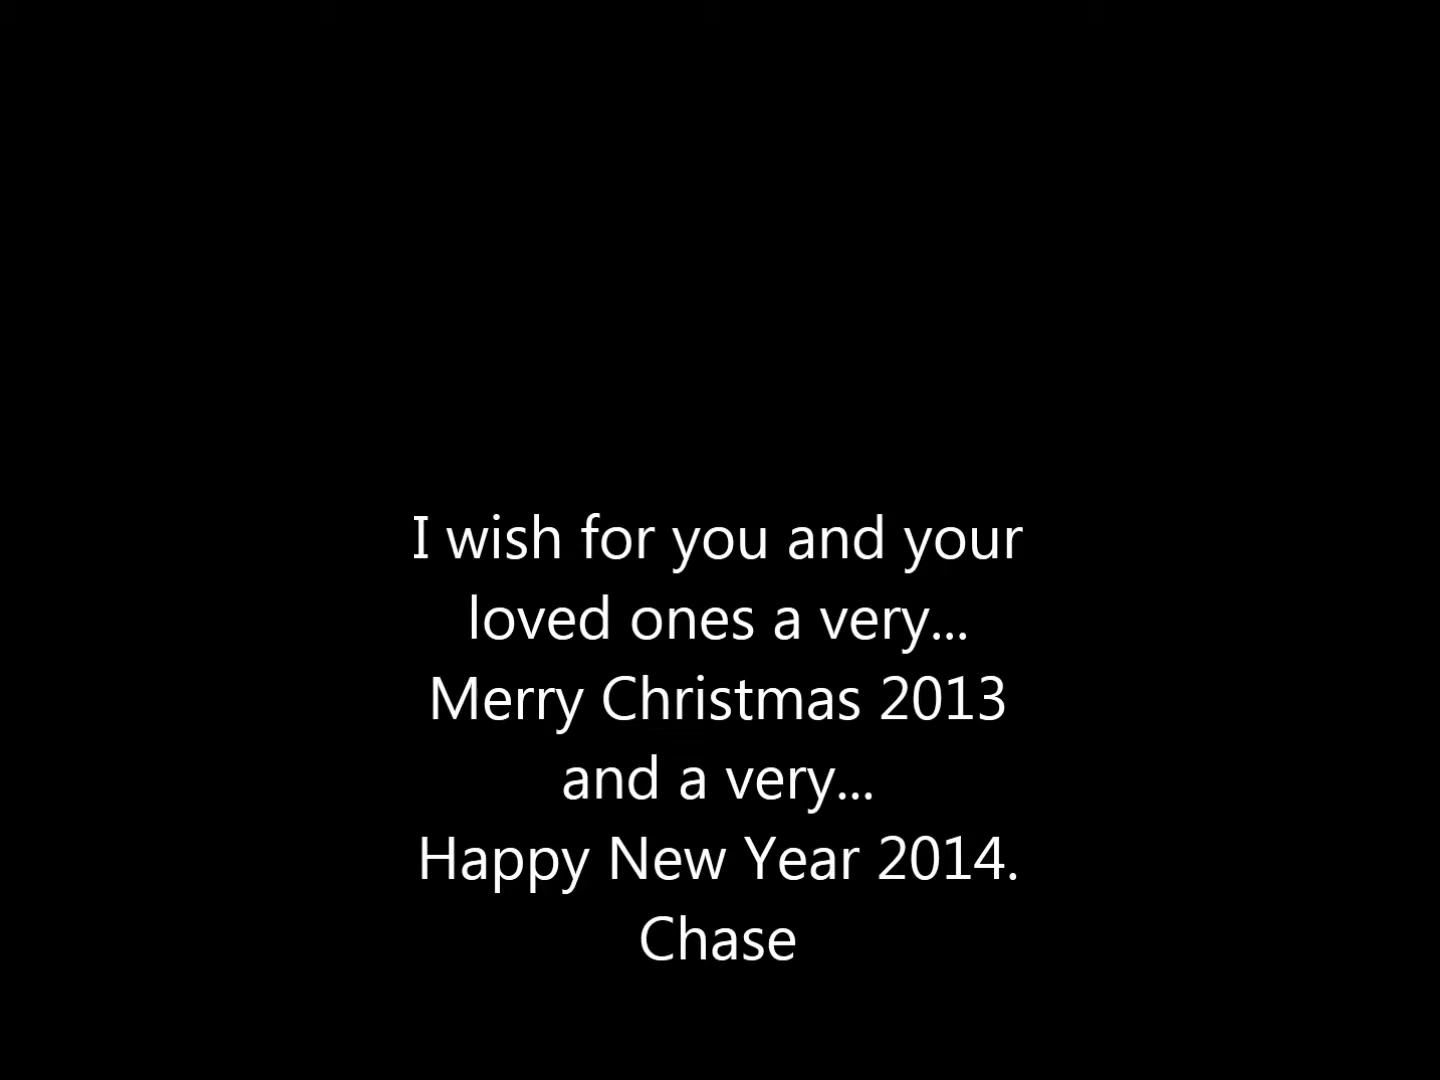 I wish for you and your
loved ones a very...
Merry Christmas 2013
and a very...
Happy New Year 2014.
Chase